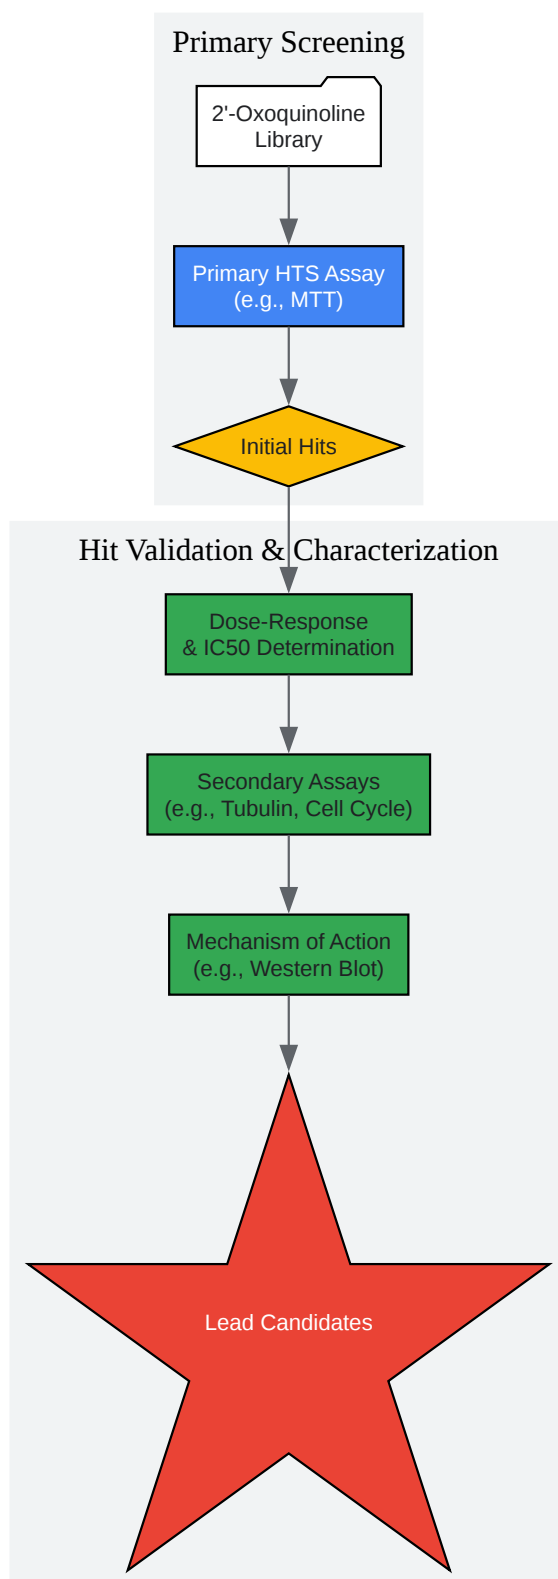 Primary Screening
2'-Oxoquinoline
Library
Primary HTS Assay
(e.g., MTT)
Initial Hits
Hit Validation & Characterization
Dose-Response
& IC50 Determination
Secondary Assays
(e.g., Tubulin, Cell Cycle)
Mechanism of Action
(e.g., Western Blot)
Lead Candidates